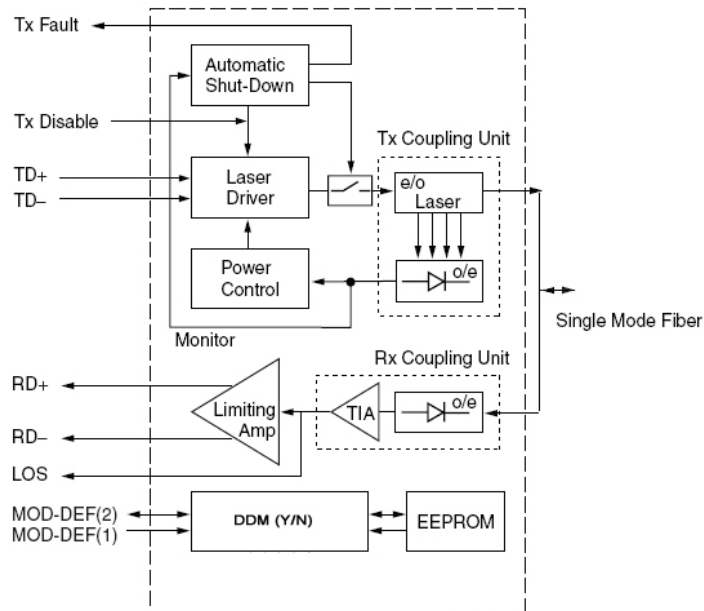 Tx Fault
Automatic
Shut-Down
Tx Disable
Tx Coupling Unit
TD+
TD–
Laser
Driver
e/o
Laser
Power
Control
o/e
Single Mode Fiber
Monitor
Rx Coupling Unit
RD+
RD–
Limiting
Amp
TIA
o/e
LOS
MOD-DEF(2)
MOD-DEF(1)
DDM (Y/N)
EEPROM